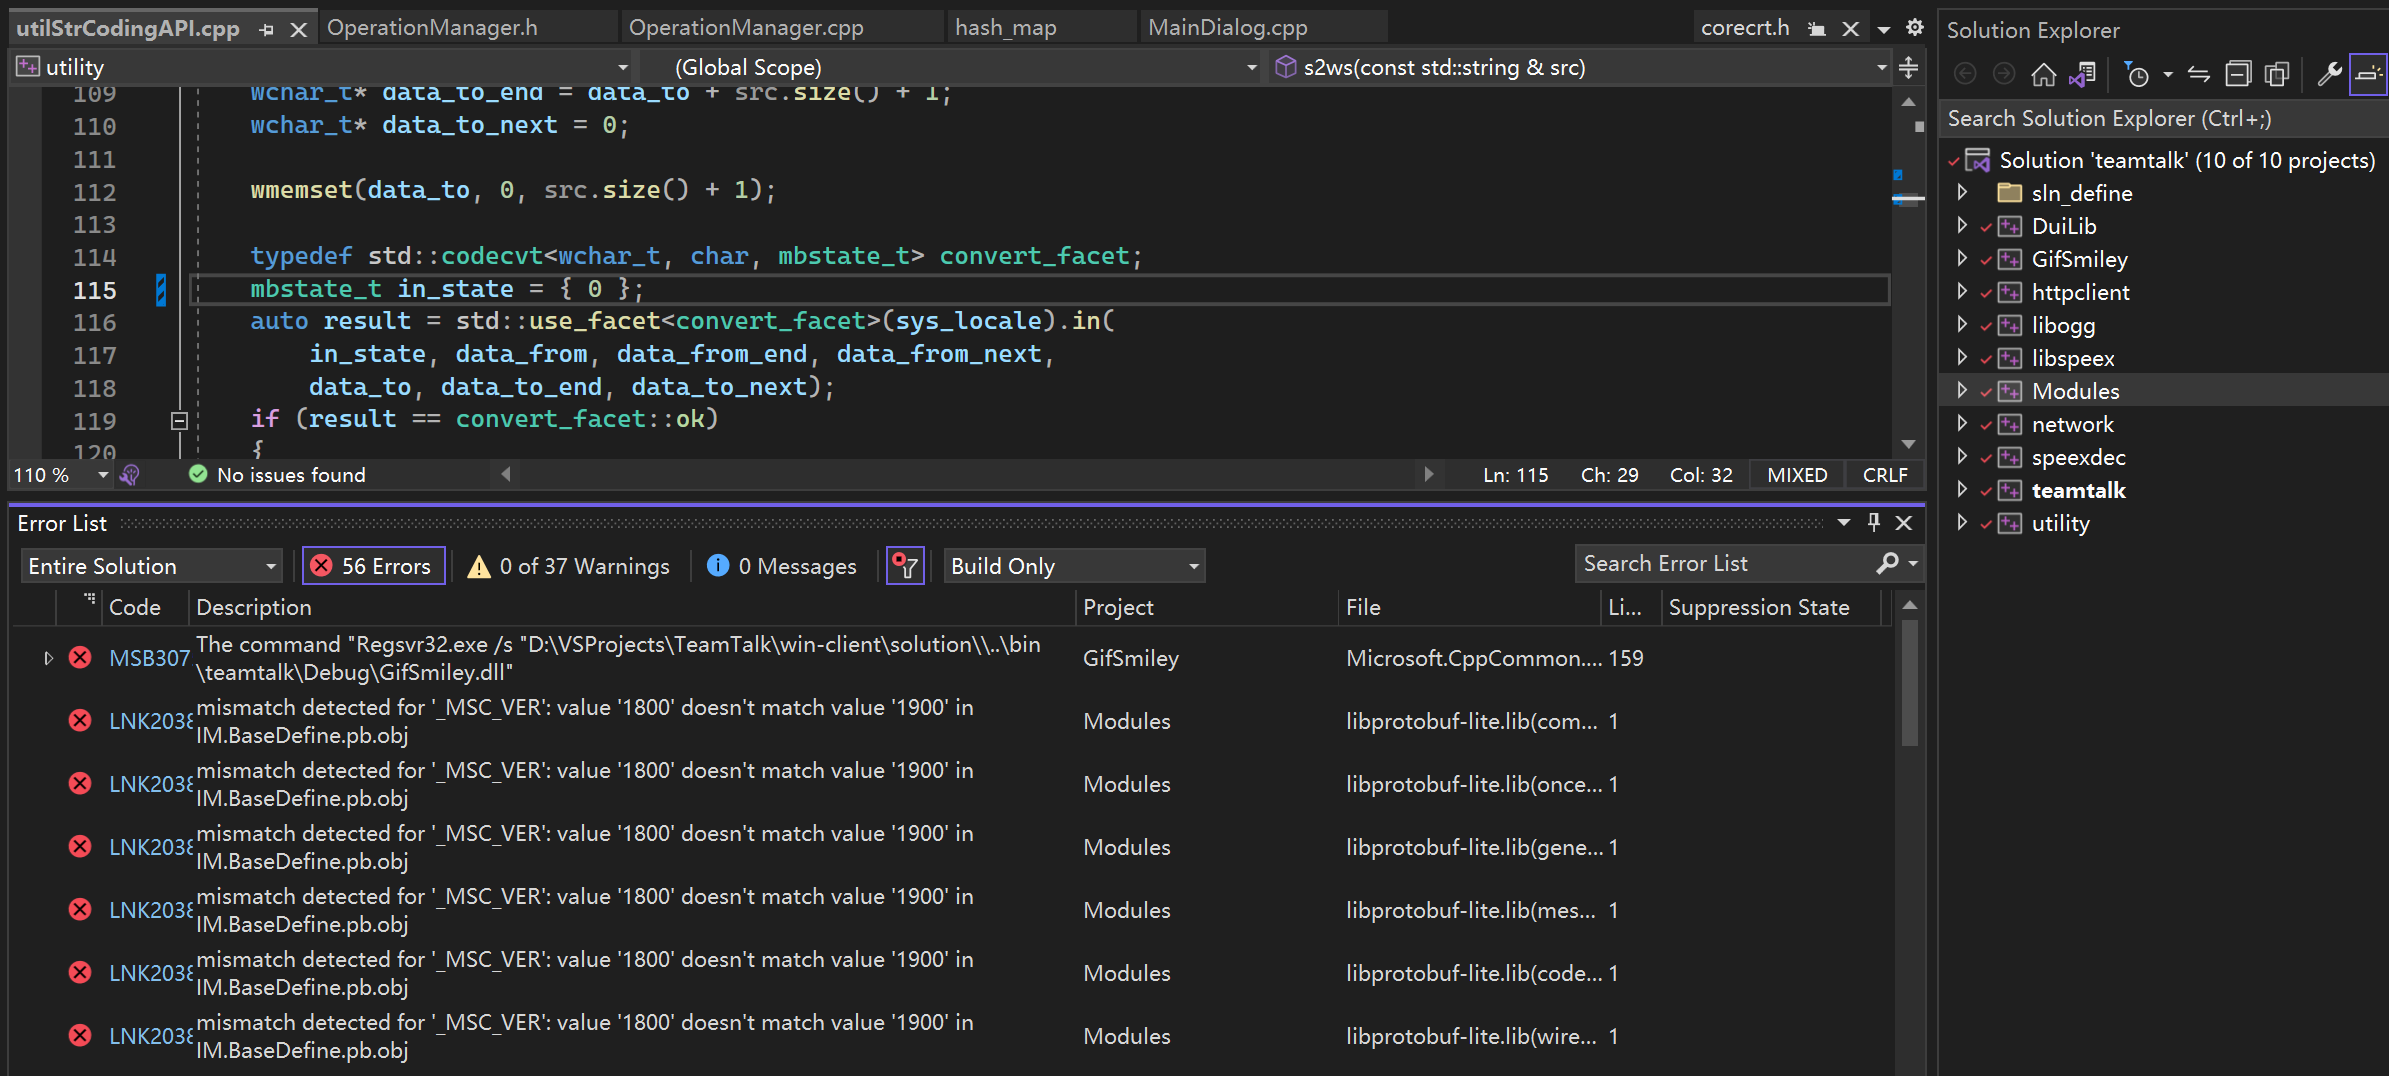 utilStrCodingAPI.cpp
OperationManager.h
OperationManager.cpp
hash_map
MainDialog.cpp
corecrt.h
utility
(Global Scope)
s2ws(const std::string & src)
109 wchar_t* data_to_end = data_to + src.size() + 1;
110 wchar_t* data_to_next = 0;
111
112 wmemset(data_to, 0, src.size() + 1);
113
114 typedef std::codecvt<wchar_t, char, mbstate_t> convert_facet;
115 mbstate_t in_state = { 0 };
116 auto result = std::use_facet<convert_facet>(sys_locale).in(
117 in_state, data_from, data_from_end, data_from_next,
118 data_to, data_to_end, data_to_next);
119 if (result == convert_facet::ok)
120 {
110 %
No issues found
Ln: 115
Ch: 29
Col: 32
MIXED
CRLF
Error List
Entire Solution
56 Errors
0 of 37 Warnings
0 Messages
Build Only
Search Error List
Code
Description
Project
File
Li...
Suppression State
MSB307
The command "Regsvr32.exe /s "D:\VSProjects\TeamTalk\win-client\solution\\..\bin
\teamtalk\Debug\GifSmiley.dll"
GifSmiley
Microsoft.CppCommon....
159
LNK2038
mismatch detected for '_MSC_VER': value '1800' doesn't match value '1900' in
IM.BaseDefine.pb.obj
Modules
libprotobuf-lite.lib(com...
1
LNK2038
mismatch detected for '_MSC_VER': value '1800' doesn't match value '1900' in
IM.BaseDefine.pb.obj
Modules
libprotobuf-lite.lib(once...
1
LNK2038
mismatch detected for '_MSC_VER': value '1800' doesn't match value '1900' in
IM.BaseDefine.pb.obj
Modules
libprotobuf-lite.lib(gene...
1
LNK2038
mismatch detected for '_MSC_VER': value '1800' doesn't match value '1900' in
IM.BaseDefine.pb.obj
Modules
libprotobuf-lite.lib(mes...
1
LNK2038
mismatch detected for '_MSC_VER': value '1800' doesn't match value '1900' in
IM.BaseDefine.pb.obj
Modules
libprotobuf-lite.lib(code...
1
LNK2038
mismatch detected for '_MSC_VER': value '1800' doesn't match value '1900' in
IM.BaseDefine.pb.obj
Modules
libprotobuf-lite.lib(wire...
1
Solution Explorer
Search Solution Explorer (Ctrl+;)
Solution 'teamtalk' (10 of 10 projects)
sln_define
DuiLib
GifSmiley
httpclient
libogg
libspeex
Modules
network
speexdec
teamtalk
utility